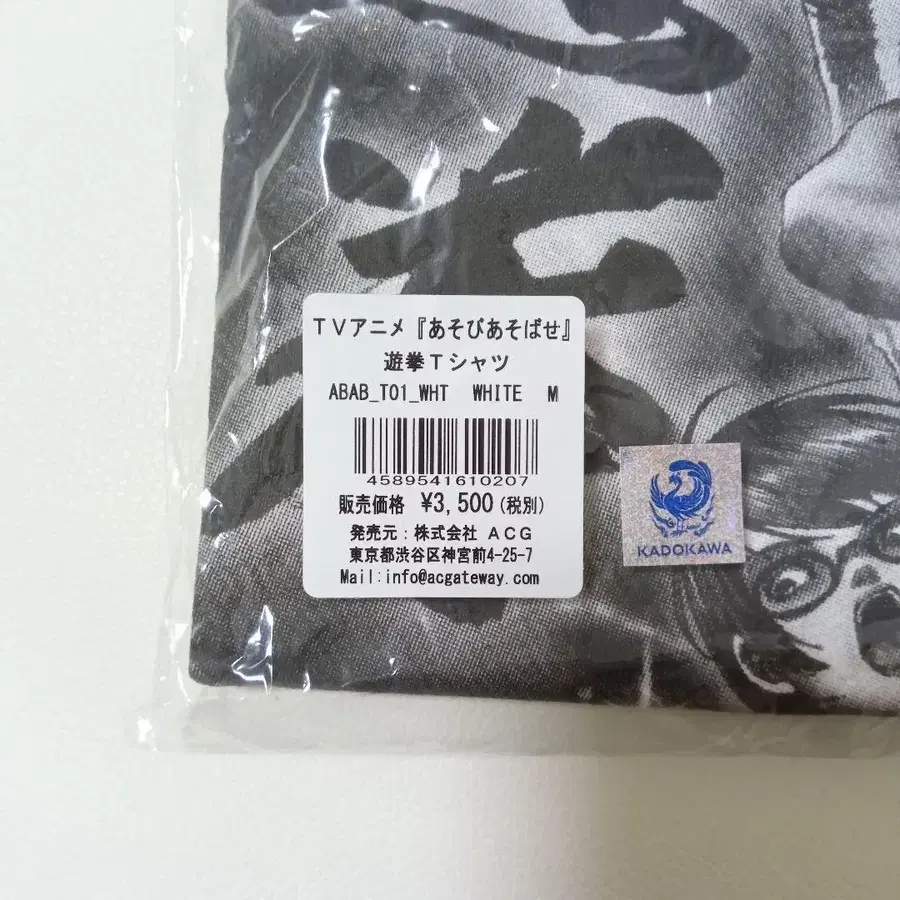 TVアニメ『あそびあそばせ』
遊拳Tシャツ
ABAB_T01_WHT WHITE M
4589541610207
販売価格 ¥3,500(税別)
発売元:株式会社 ACG
東京都渋谷区神宮前4-25-7
Mail:info@acgateway.com
KADOKAWA